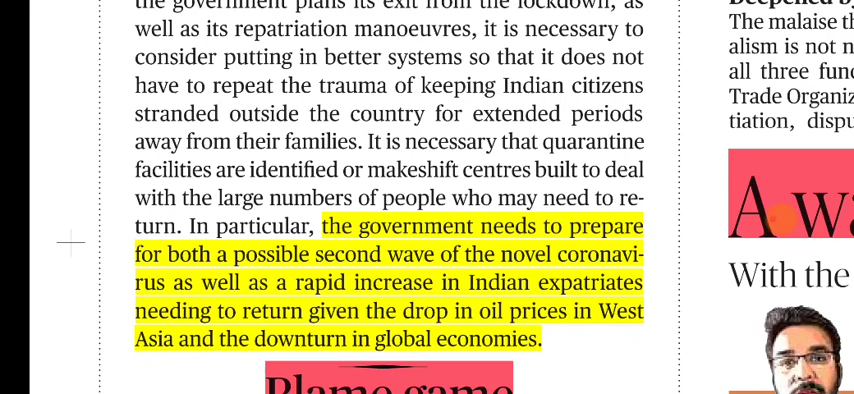 the government plans its exit from the lockdown, as
well as its repatriation manoeuvres, it is necessary to
consider putting in better systems so that it does not
have to repeat the trauma of keeping Indian citizens
stranded outside the country for extended periods
away from their families. It is necessary that quarantine
facilities are identified or makeshift centres built to deal
with the large numbers of people who may need to re-
turn. In particular, the government needs to prepare
for both a possible second wave of the novel coronavi-
rus as well as a rapid increase in Indian expatriates
needing to return given the drop in oil prices in West
Asia and the downturn in global economies.
Blame game
The malaise
alism is not
all three
Trade
tiation,
A
With the